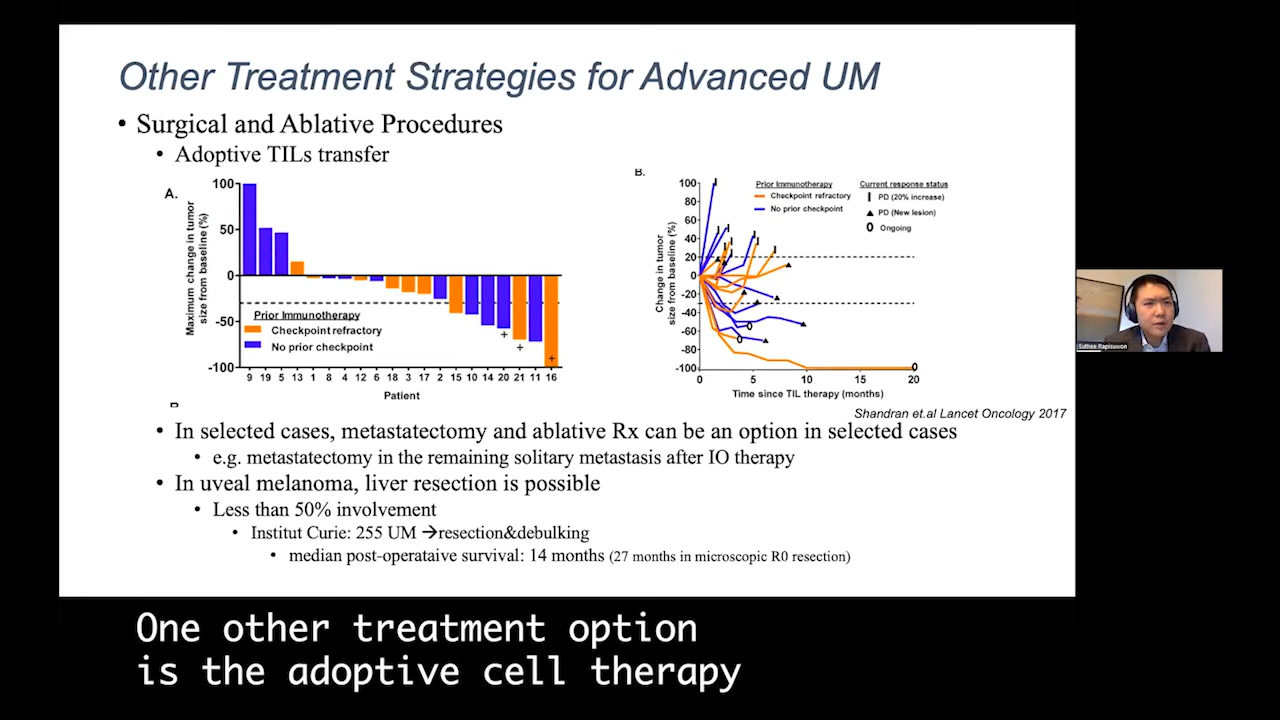 Other Treatment Strategies for Advanced UM
• Surgical and Ablative Procedures
• Adoptive TILs transfer
A.
Maximum change in tumor
size from baseline (%)
100
50
0
-50
-100
Prior Immunotherapy
Checkpoint refractory
No prior checkpoint
+
+
+
9 19 5 13 1 8 4 12 6 18 3 17 2 15 10 14 20 21 11 16
Patient
B.
Change in tumor
size from baseline (%)
100
80
60
40
20
0
-20
-40
-60
-80
-100
Prior Immunotherapy
Checkpoint refractory
No prior checkpoint
Current response status
PD (20% increase)
PD (New lesion)
Ongoing
0 5 10 15 20
Time since TIL therapy (months)
Shandran et.al Lancet Oncology 2017
• In selected cases, metastatectomy and ablative Rx can be an option in selected cases
• e.g. metastatectomy in the remaining solitary metastasis after IO therapy
• In uveal melanoma, liver resection is possible
• Less than 50% involvement
• Institut Curie: 255 UM →resection&debulking
• median post-operataive survival: 14 months (27 months in microscopic R0 resection)
Suthee Rapisuwon
One other treatment option
is the adoptive cell therapy